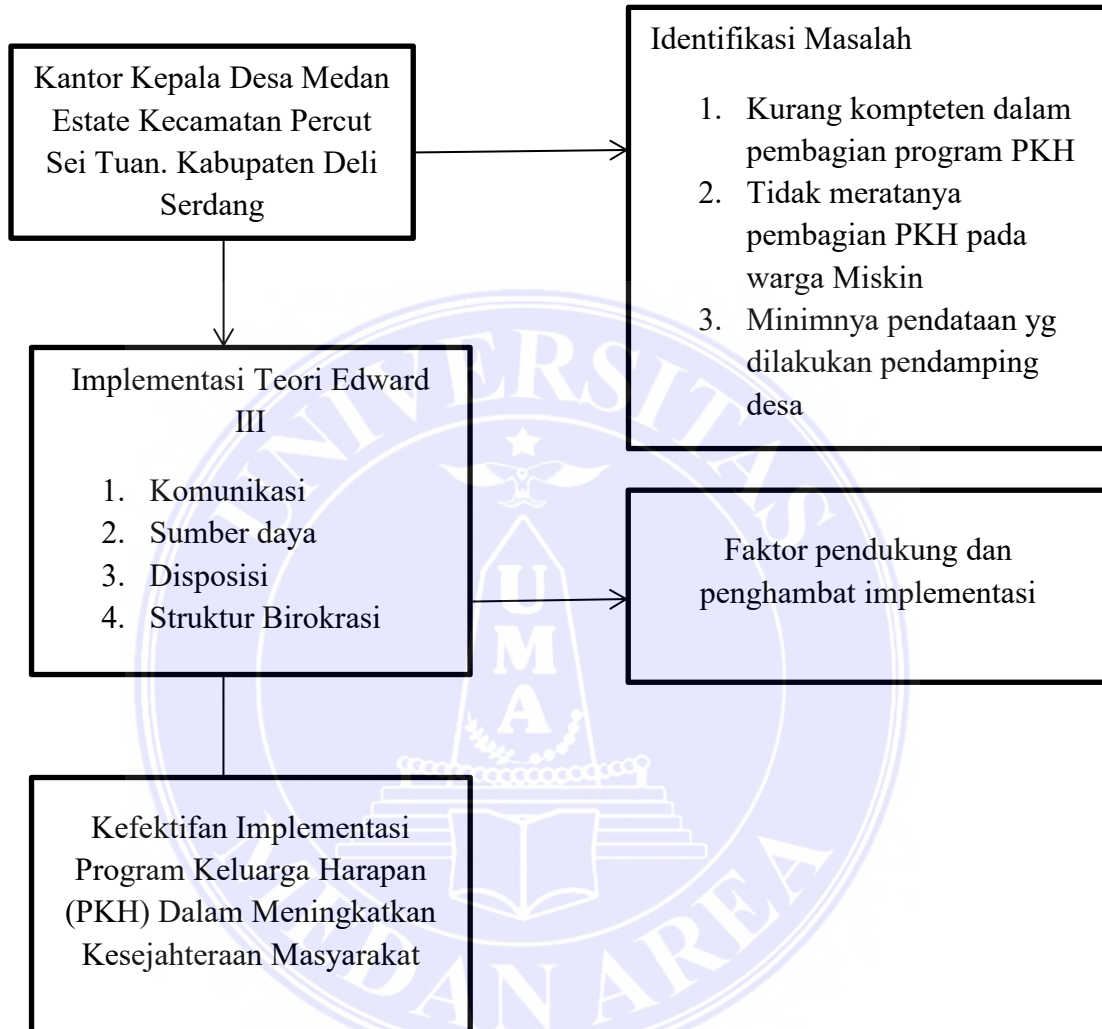 Kantor Kepala Desa Medan
Estate Kecamatan Percut
Sei Tuan. Kabupaten Deli
Serdang
Identifikasi Masalah
1. Kurang kompteten dalam
pembagian program PKH
2. Tidak meratanya
pembagian PKH pada
warga Miskin
3. Minimnya pendataan yg
dilakukan pendamping
desa
Implementasi Teori Edward
III
1. Komunikasi
2. Sumber daya
3. Disposisi
4. Struktur Birokrasi
Faktor pendukung dan
penghambat implementasi
Kefektifan Implementasi
Program Keluarga Harapan
(PKH) Dalam Meningkatkan
Kesejahteraan Masyarakat
UNIVERSITAS
MEDAN AREA
U
M
A